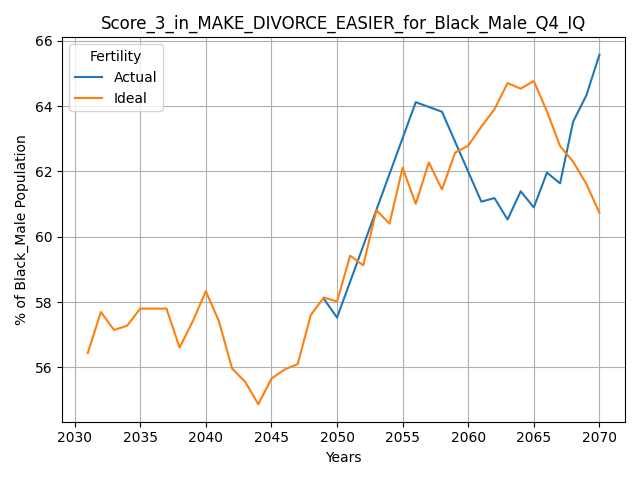 Score_3_in_MAKE_DIVORCE_EASIER_for_Black_Male_Q4_IQ
66
64
62
60
58
56
% of Black_Male Population
Fertility
Actual
Ideal
2030 2035 2040 2045 2050 2055 2060 2065 2070
Years